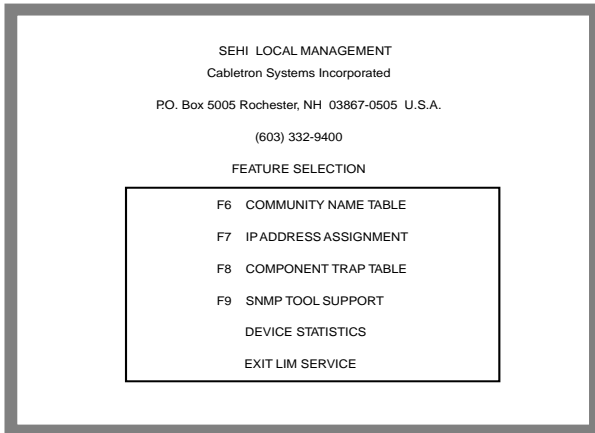 SEHI LOCAL MANAGEMENT
Cabletron Systems Incorporated
P.O. Box 5005 Rochester, NH 03867-0505 U.S.A.
(603) 332-9400
FEATURE SELECTION
F6 COMMUNITY NAME TABLE
F7 IP ADDRESS ASSIGNMENT
F8 COMPONENT TRAP TABLE
F9 SNMP TOOL SUPPORT
DEVICE STATISTICS
EXIT LIM SERVICE